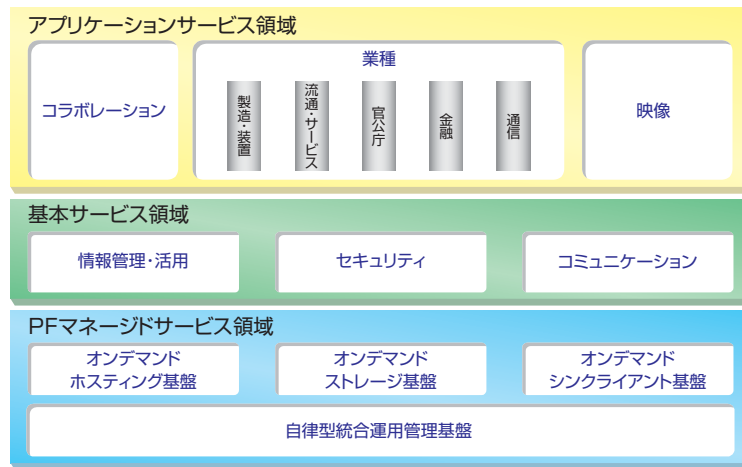 アプリケーションサービス領域
コラボレーション
業種
製造・装置
流通・サービス
官公庁
金融
通信
映像
基本サービス領域
情報管理・活用
セキュリティ
コミュニケーション
PFマネージドサービス領域
オンデマンド
ホスティング基盤
オンデマンド
ストレージ基盤
オンデマンド
シンクライアント基盤
自律型統合運用管理基盤